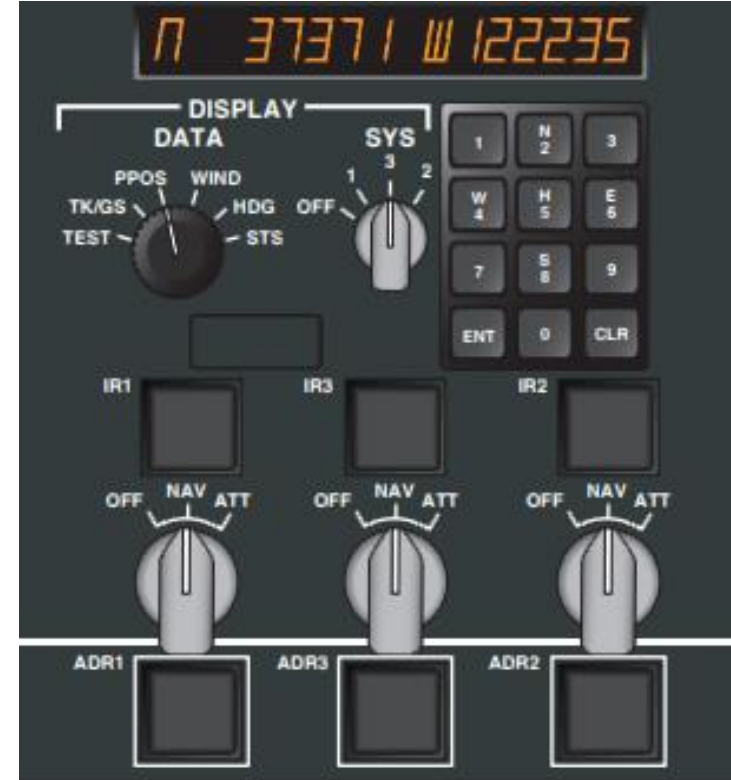 N 37371 W 122235
DISPLAY
DATA SYS
PPOS WIND
TK/GS HDG
TEST STS
OFF 1 3 2
1 N 2 3
W 4 H 5 E 6
7 S 8 9
ENT 0 CLR
IR1 IR3 IR2
OFF NAV ATT OFF NAV ATT OFF NAV ATT
ADR1 ADR3 ADR2